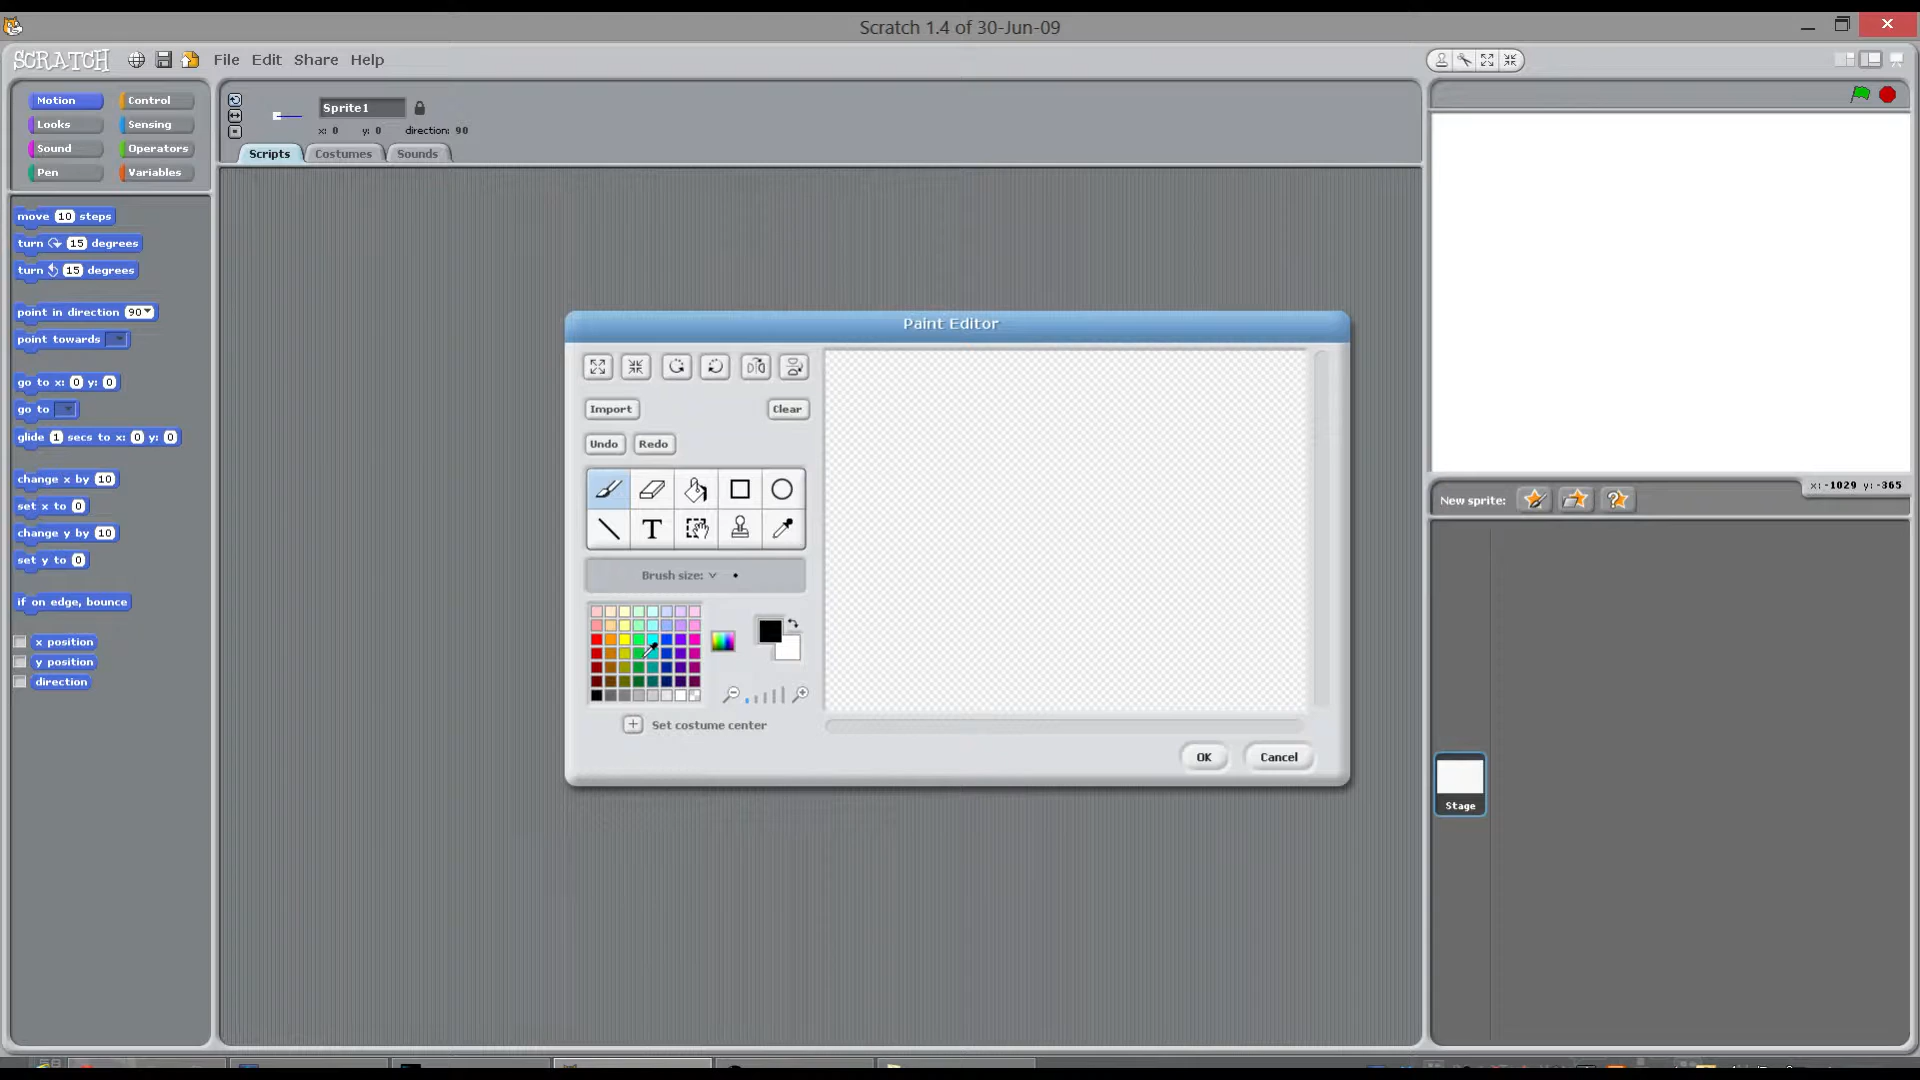 Scratch 1.4 of 30-Jun-09
SCRATCH File Edit Share Help
Motion Control
Looks Sensing
Sound Operators
Pen Variables
Sprite1
x: 0 y: 0 direction: 90
Scripts Costumes Sounds
move 10 steps
turn 15 degrees
turn 15 degrees
point in direction 90
point towards
go to x: 0 y: 0
go to
glide 1 secs to x: 0 y: 0
change x by 10
set x to 0
change y by 10
set y to 0
if on edge, bounce
x position
y position
direction
Paint Editor
Import Clear
Undo Redo
T
Brush size:
Set costume center
OK Cancel
x: -1029 y: -365
New sprite:
Stage